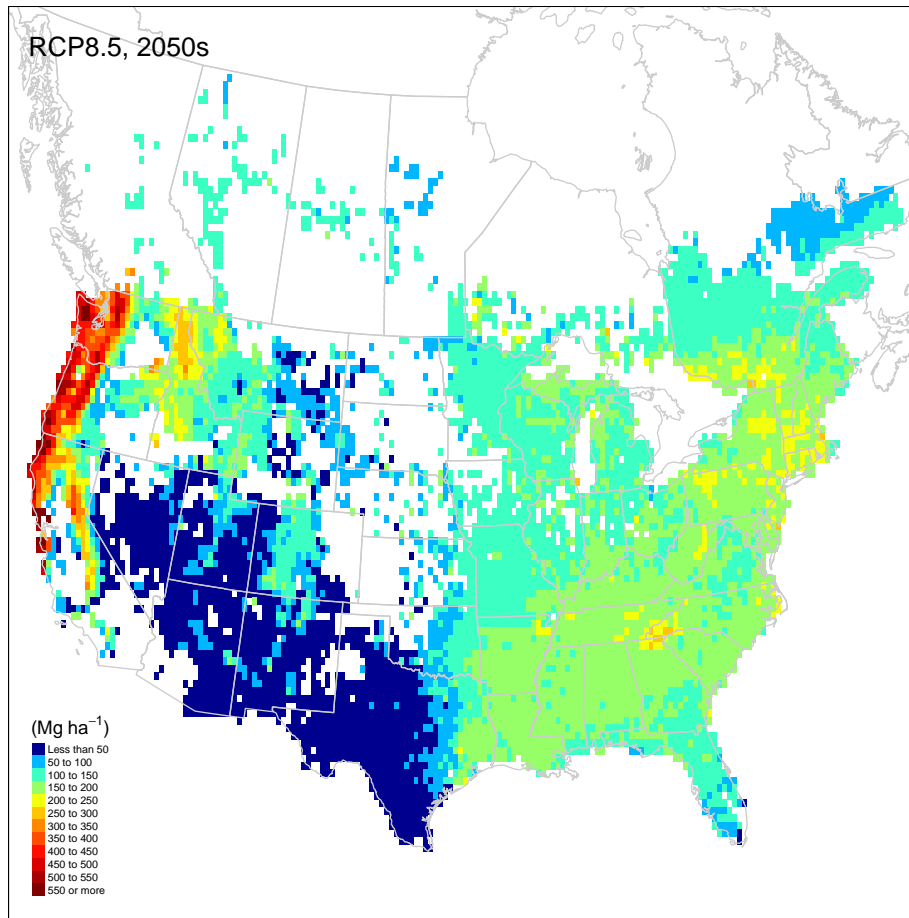 RCP8.5, 2050s
(Mg ha⁻¹)
Less than 50
50 to 100
100 to 150
150 to 200
200 to 250
250 to 300
300 to 350
350 to 400
400 to 450
450 to 500
500 to 550
550 or more